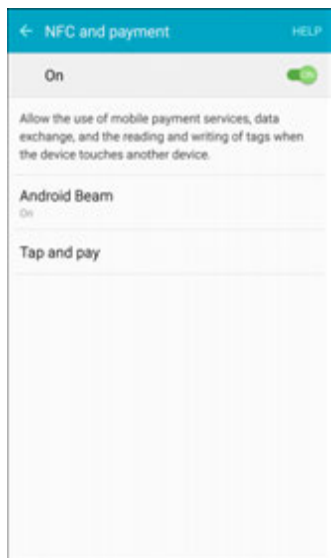 NFC and payment HELP
On
Allow the use of mobile payment services, data
exchange, and the reading and writing of tags when
the device touches another device.
Android Beam
On
Tap and pay